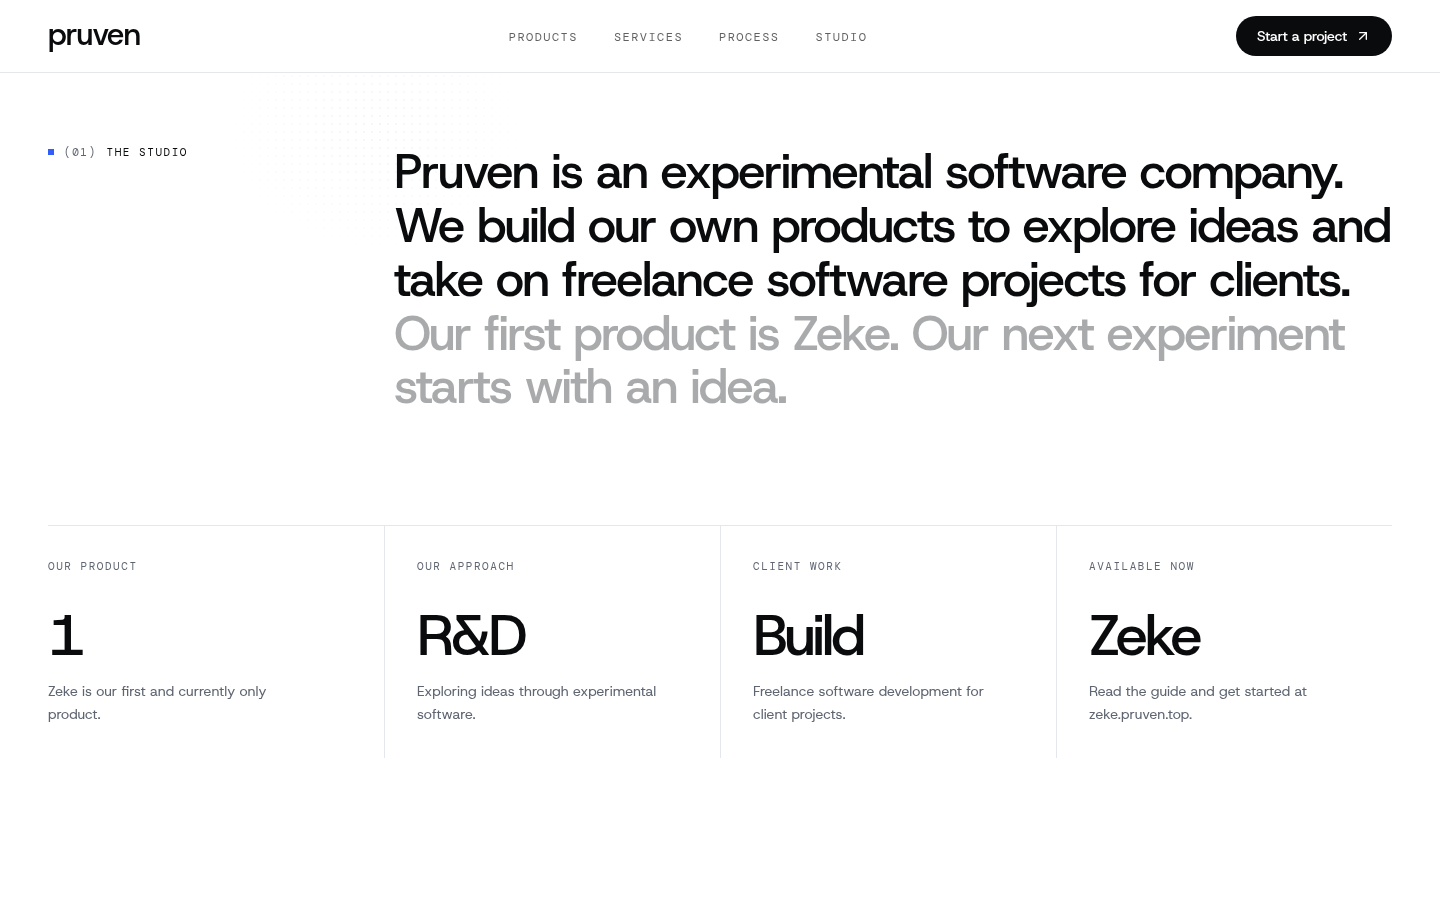 pruven
PRODUCTS SERVICES PROCESS STUDIO
Start a project
(01) THE STUDIO
Pruven is an experimental software company.
We build our own products to explore ideas and
take on freelance software projects for clients.
Our first product is Zeke. Our next experiment
starts with an idea.
OUR PRODUCT
1
Zeke is our first and currently only
product.
OUR APPROACH
R&D
Exploring ideas through experimental
software.
CLIENT WORK
Build
Freelance software development for
client projects.
AVAILABLE NOW
Zeke
Read the guide and get started at
zeke.pruven.top.